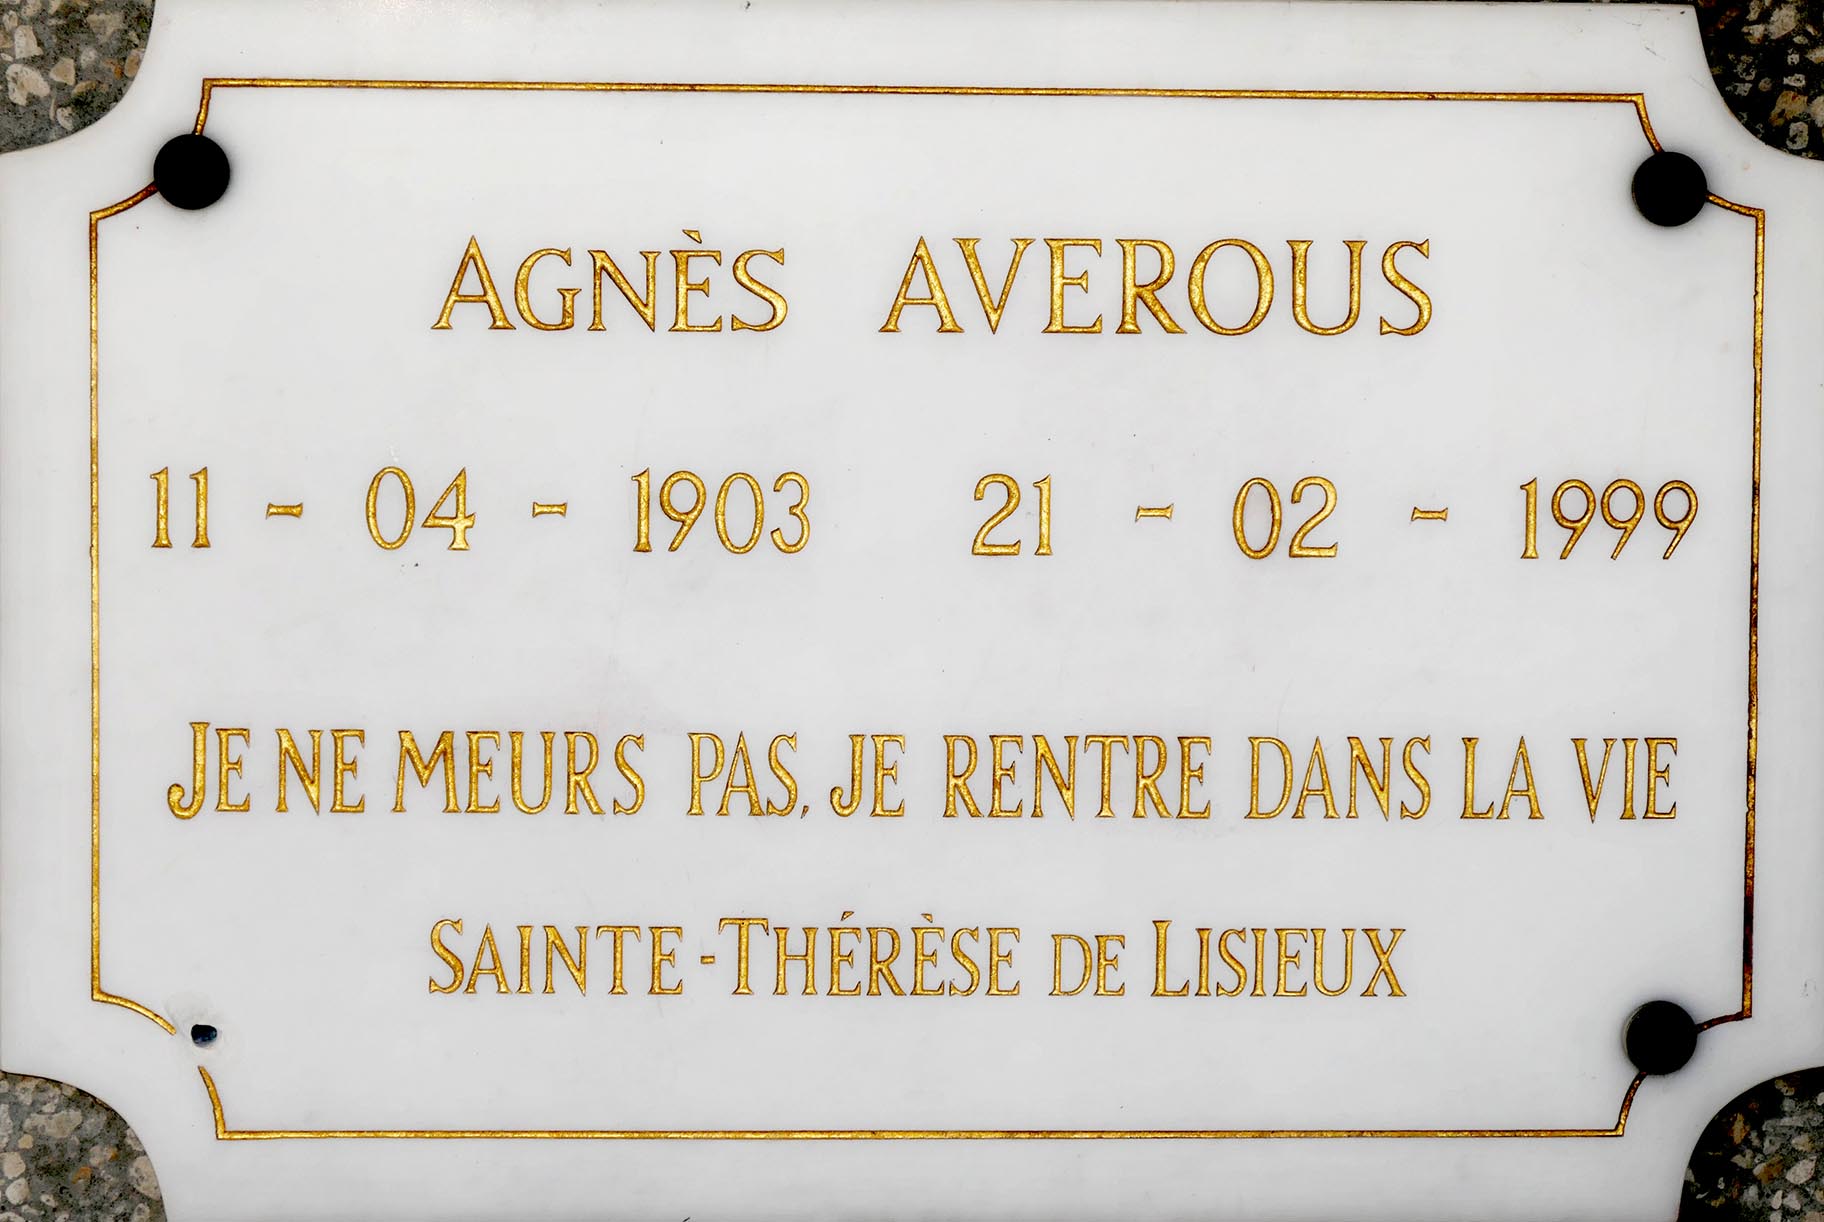 AGNÈS AVEROUS
11 - 04 - 1903 21 - 02 - 1999
JE NE MEURS PAS, JE RENTRE DANS LA VIE
SAINTE-THÉRÈSE DE LISIEUX